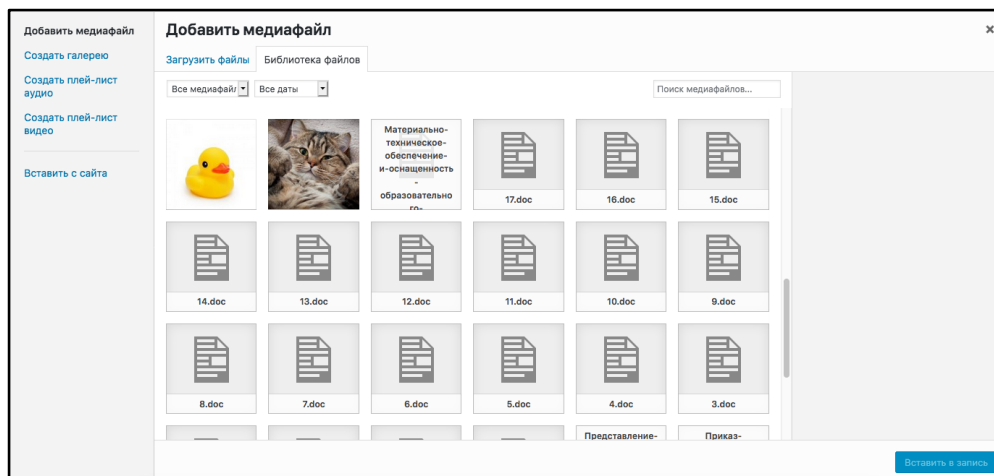 Добавить медиафайл
Создать галерею
Создать плей-лист
аудио
Создать плей-лист
видео
Вставить с сайта
Добавить медиафайл
Загрузить файлы
Библиотека файлов
Все медиафай
Все даты
Поиск медиафайлов...
Материально-
техническое-
обеспечение-
и-оснащенность
-
образовательно
го-
17.doc
16.doc
15.doc
14.doc
13.doc
12.doc
11.doc
10.doc
9.doc
8.doc
7.doc
6.doc
5.doc
4.doc
3.doc
Представление-
Приказ-
Вставить в запись